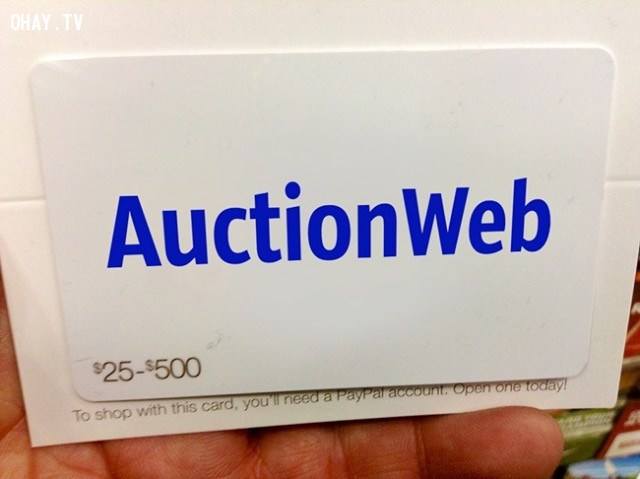 OHAY.TV
AuctionWeb
$25-$500
To shop with this card, you'll need a PayPal account. Open one today!